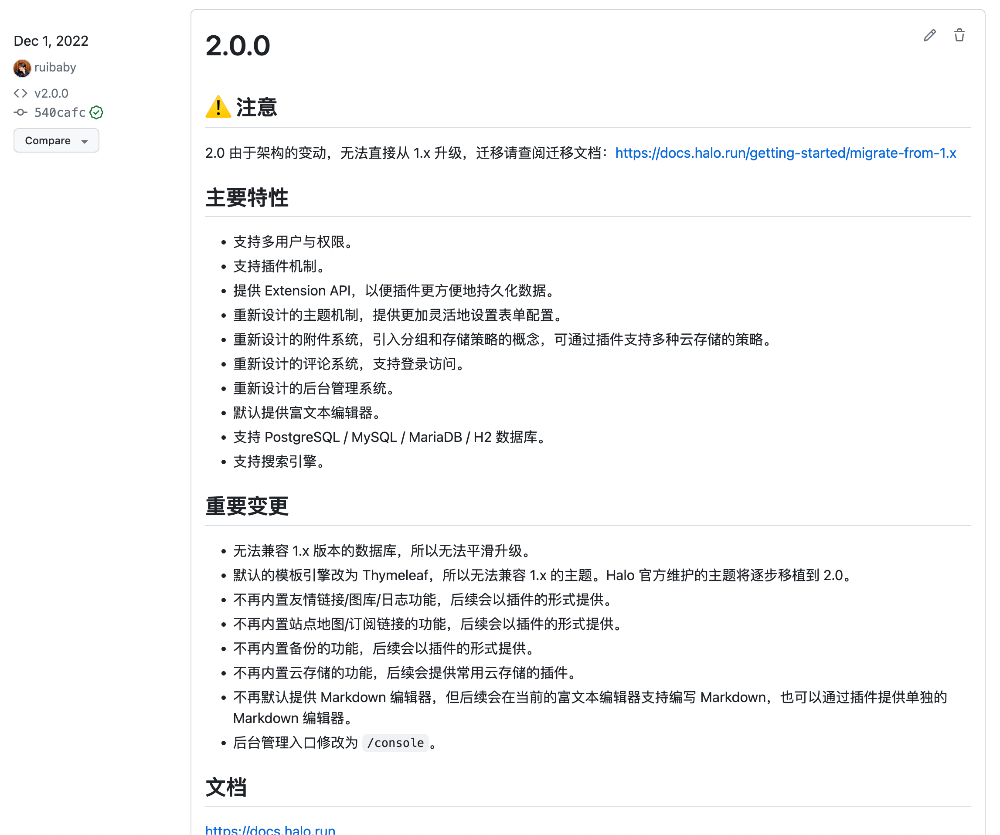 Dec 1, 2022
ruibaby
v2.0.0
540cafc
Compare
2.0.0
⚠️ 注意
2.0 由于架构的变动，无法直接从 1.x 升级，迁移请查阅迁移文档：https://docs.halo.run/getting-started/migrate-from-1.x
主要特性
• 支持多用户与权限。
• 支持插件机制。
• 提供 Extension API，以便插件更方便地持久化数据。
• 重新设计的主题机制，提供更加灵活地设置表单配置。
• 重新设计的附件系统，引入分组和存储策略的概念，可通过插件支持多种云存储的策略。
• 重新设计的评论系统，支持登录访问。
• 重新设计的后台管理系统。
• 默认提供富文本编辑器。
• 支持 PostgreSQL / MySQL / MariaDB / H2 数据库。
• 支持搜索引擎。
重要变更
• 无法兼容 1.x 版本的数据库，所以无法平滑升级。
• 默认的模板引擎改为 Thymeleaf，所以无法兼容 1.x 的主题。Halo 官方维护的主题将逐步移植到 2.0。
• 不再内置友情链接/图库/日志功能，后续会以插件的形式提供。
• 不再内置站点地图/订阅链接的功能，后续会以插件的形式提供。
• 不再内置备份的功能，后续会以插件的形式提供。
• 不再内置云存储的功能，后续会提供常用云存储的插件。
• 不再默认提供 Markdown 编辑器，但后续会在当前的富文本编辑器支持编写 Markdown，也可以通过插件提供单独的
Markdown 编辑器。
• 后台管理入口修改为 /console。
文档
https://docs.halo.run